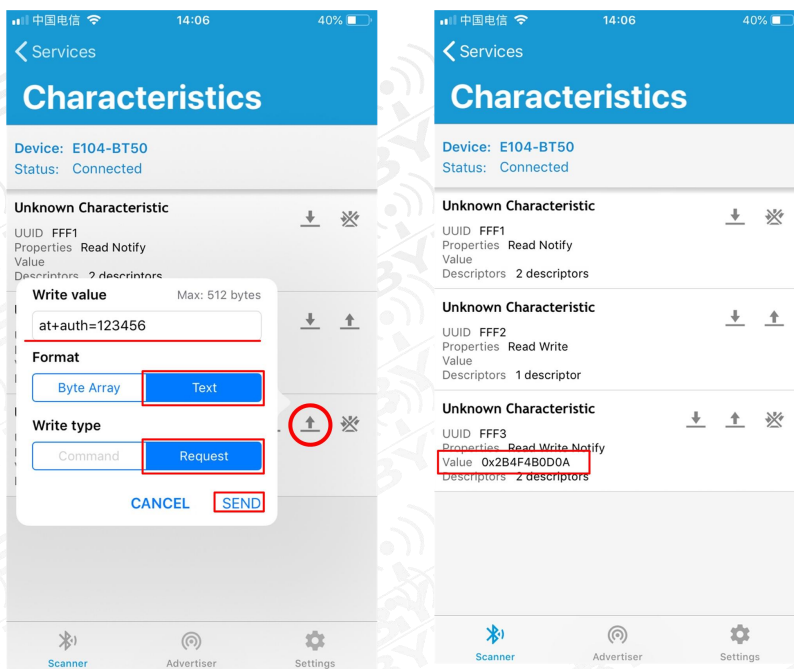 中国电信 14:06 40%
Services
Characteristics
Device: E104-BT50
Status: Connected
Unknown Characteristic
UUID FFF1
Properties Read Notify
Value
Descriptors 2 descriptors
Write value Max: 512 bytes
at+auth=123456
Format
Byte Array Text
Write type
Command Request
CANCEL SEND
Scanner Advertiser Settings
中国电信 14:06 40%
Services
Characteristics
Device: E104-BT50
Status: Connected
Unknown Characteristic
UUID FFF1
Properties Read Notify
Value
Descriptors 2 descriptors
Unknown Characteristic
UUID FFF2
Properties Read Write
Value
Descriptors 1 descriptor
Unknown Characteristic
UUID FFF3
Properties Read Write Notify
Value 0x2B4F4B0D0A
Descriptors 2 descriptors
Scanner Advertiser Settings